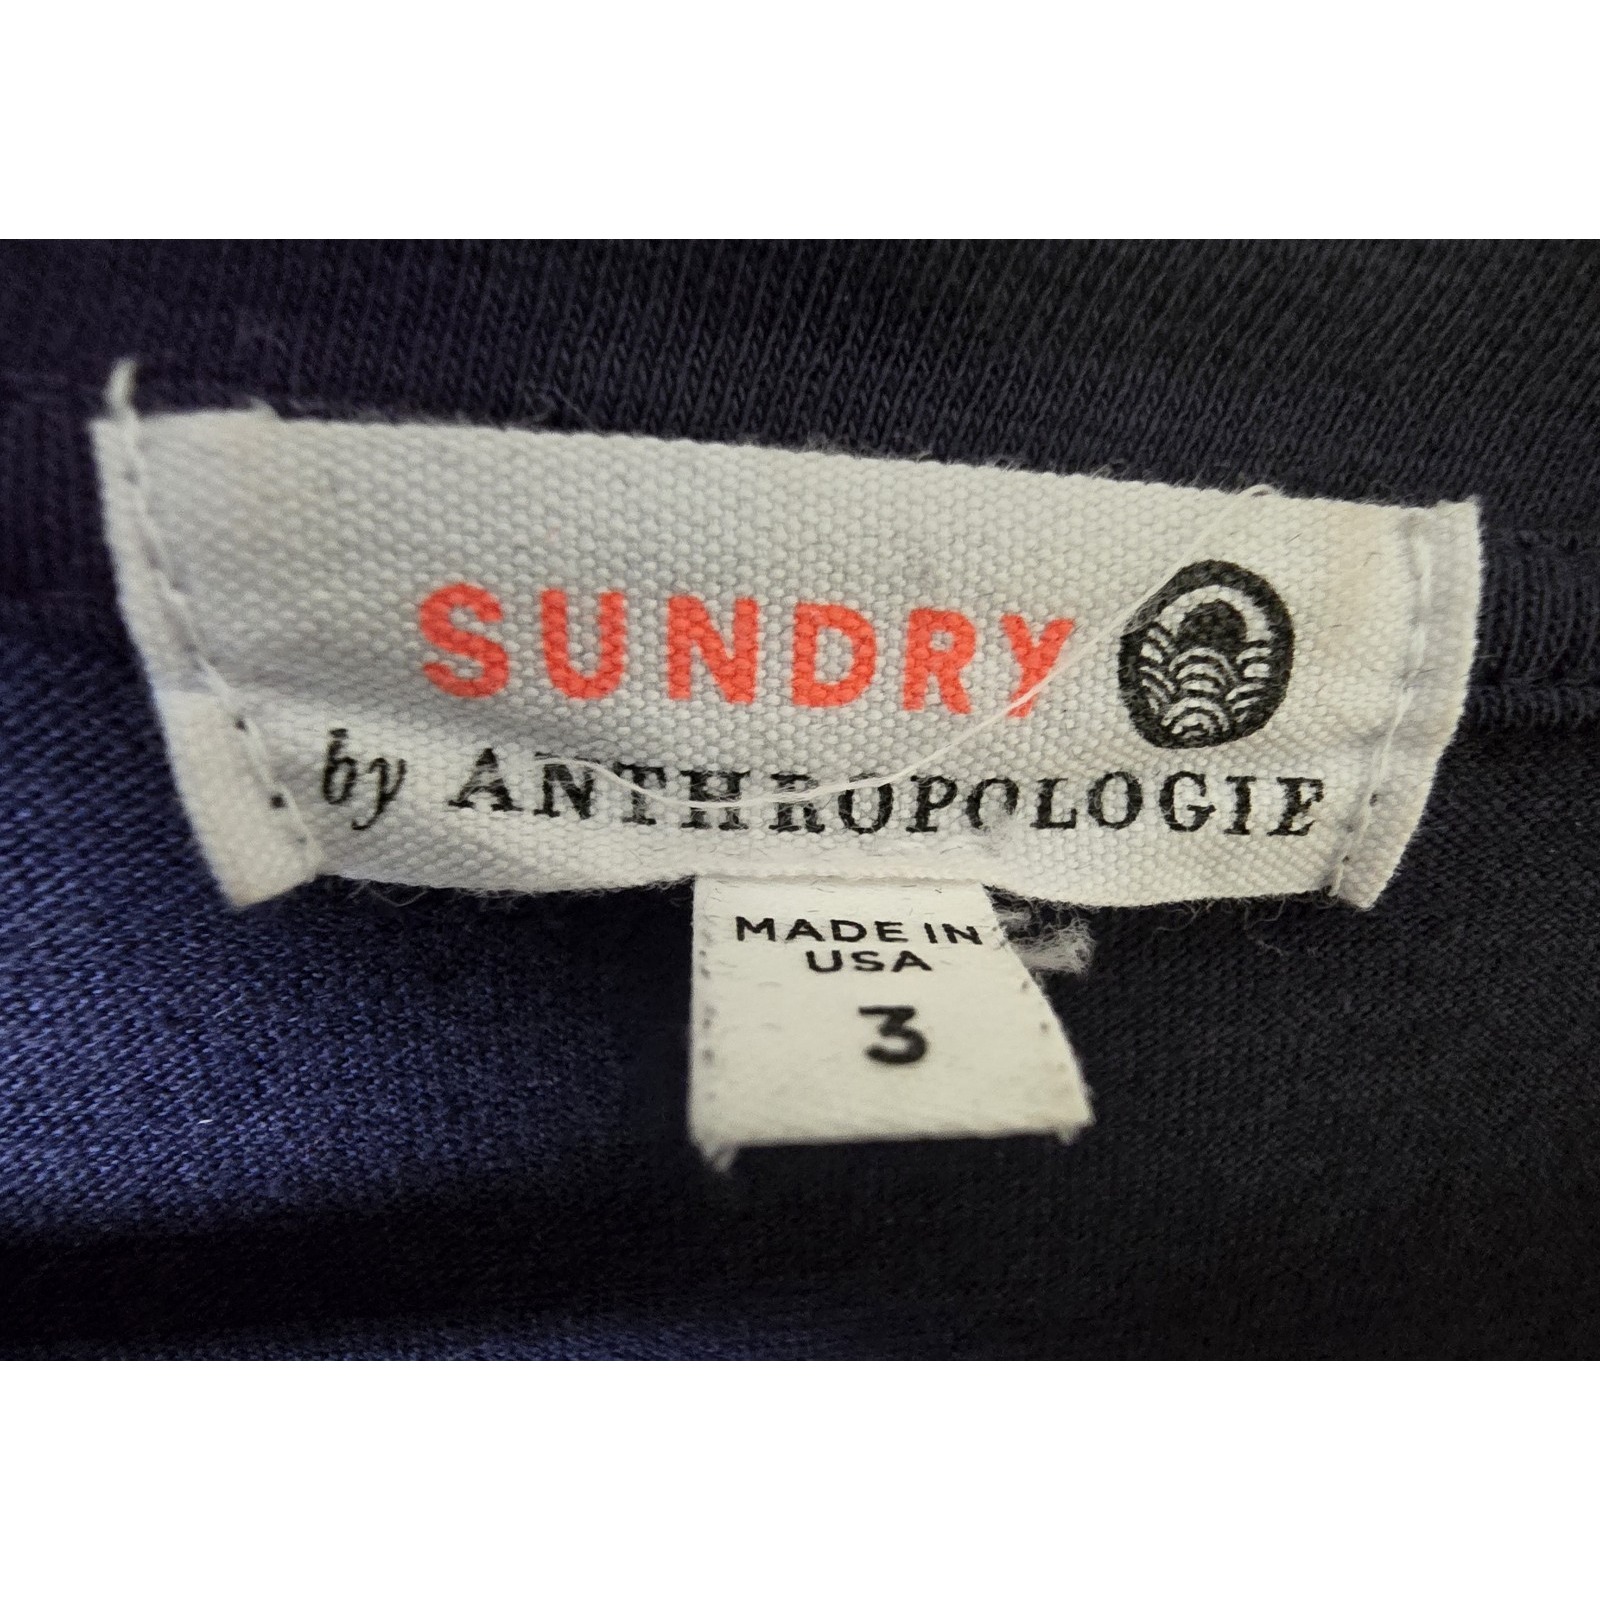 SUNDRY
by ANTHROPOLOGIE
MADE IN
USA
3